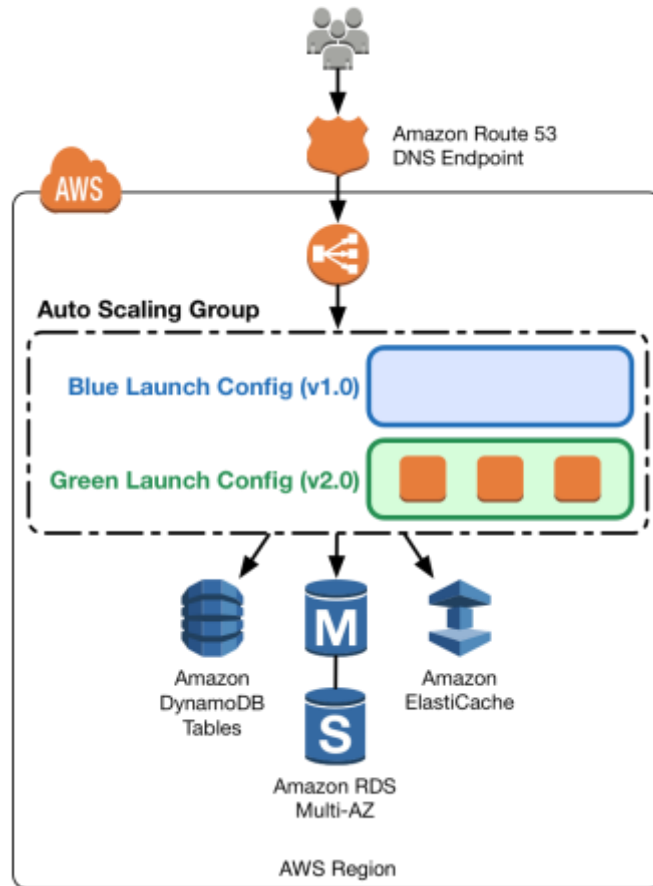 Amazon Route 53
DNS Endpoint
AWS
Auto Scaling Group
Blue Launch Config (v1.0)
Green Launch Config (v2.0)
Amazon
DynamoDB
Tables
M
S
Amazon RDS
Multi-AZ
Amazon
ElastiCache
AWS Region